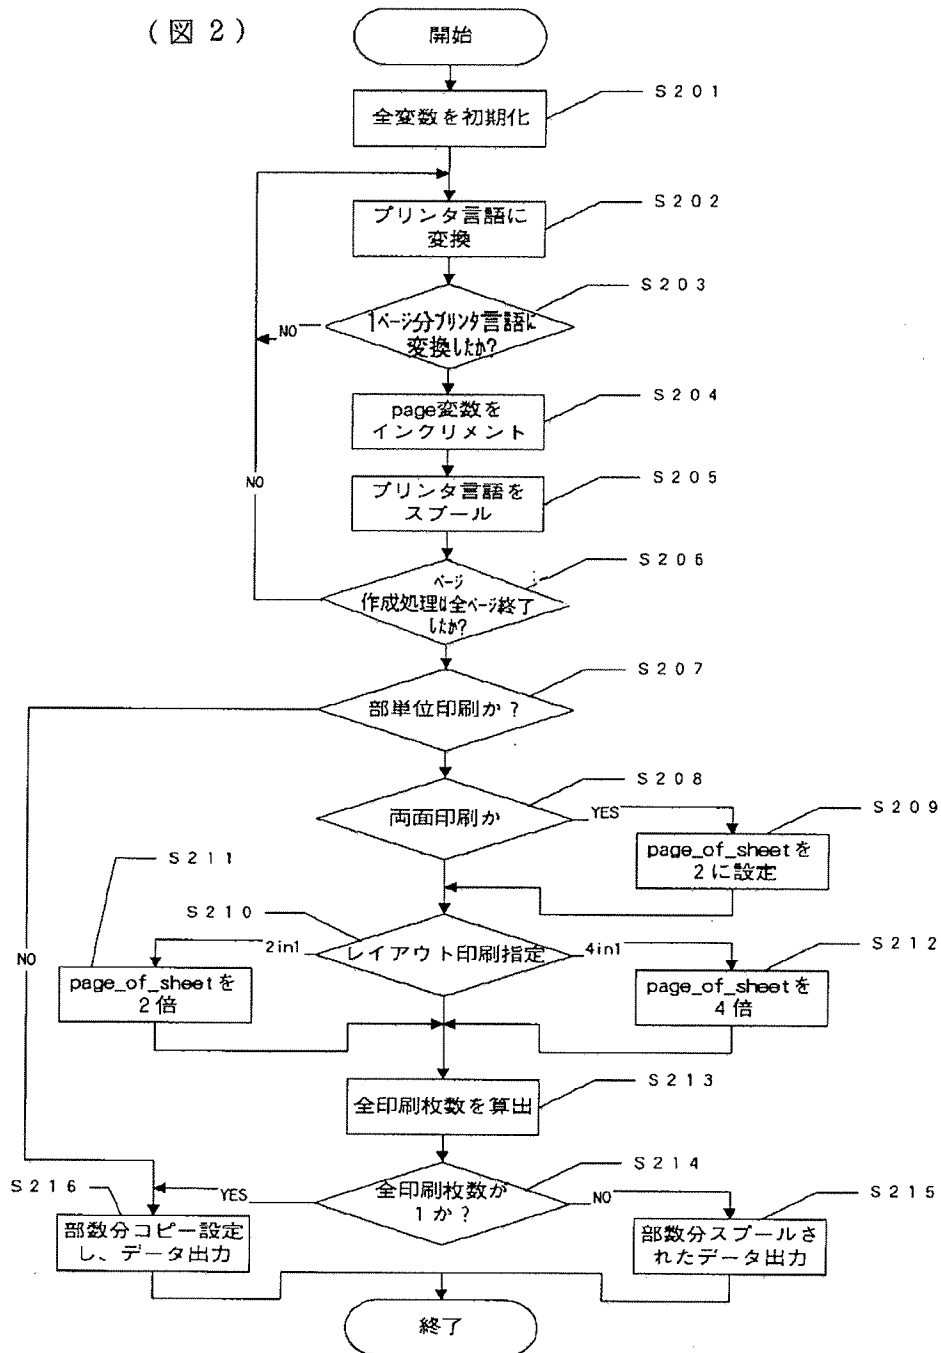 (図 2)
開始
S201
全変数を初期化
S202
プリンタ言語に
変換
S203
1ページ分プリンタ言語に
変換したか?
NO
S204
page変数を
インクリメント
S205
プリンタ言語を
スプール
NO
S206
ページ
作成処理は全ページ終了
したか?
S207
部単位印刷か?
S208
両面印刷か
YES
S209
page_of_sheetを
2に設定
S211
S210
2in1
レイアウト印刷指定
4in1
S212
NO
page_of_sheetを
2倍
page_of_sheetを
4倍
S213
全印刷枚数を算出
S214
S216
YES
全印刷枚数が
1か?
NO
S215
部数分コピー設定
し、データ出力
部数分スプールさ
れたデータ出力
終了